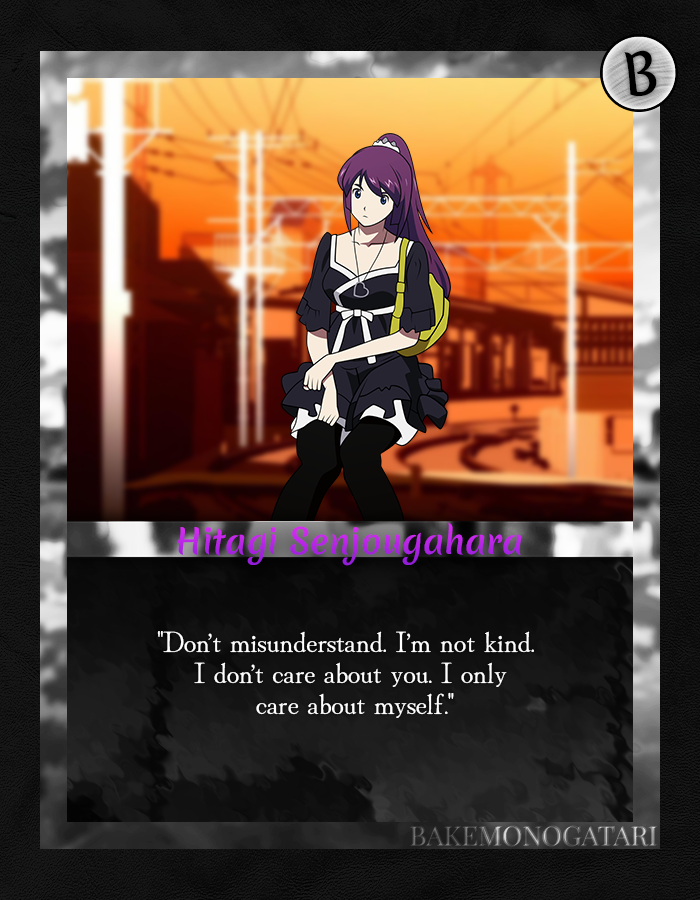 B
Hitagi Senjougahara
"Don't misunderstand. I'm not kind.
I don't care about you. I only
care about myself."
BAKEMONOGATARI